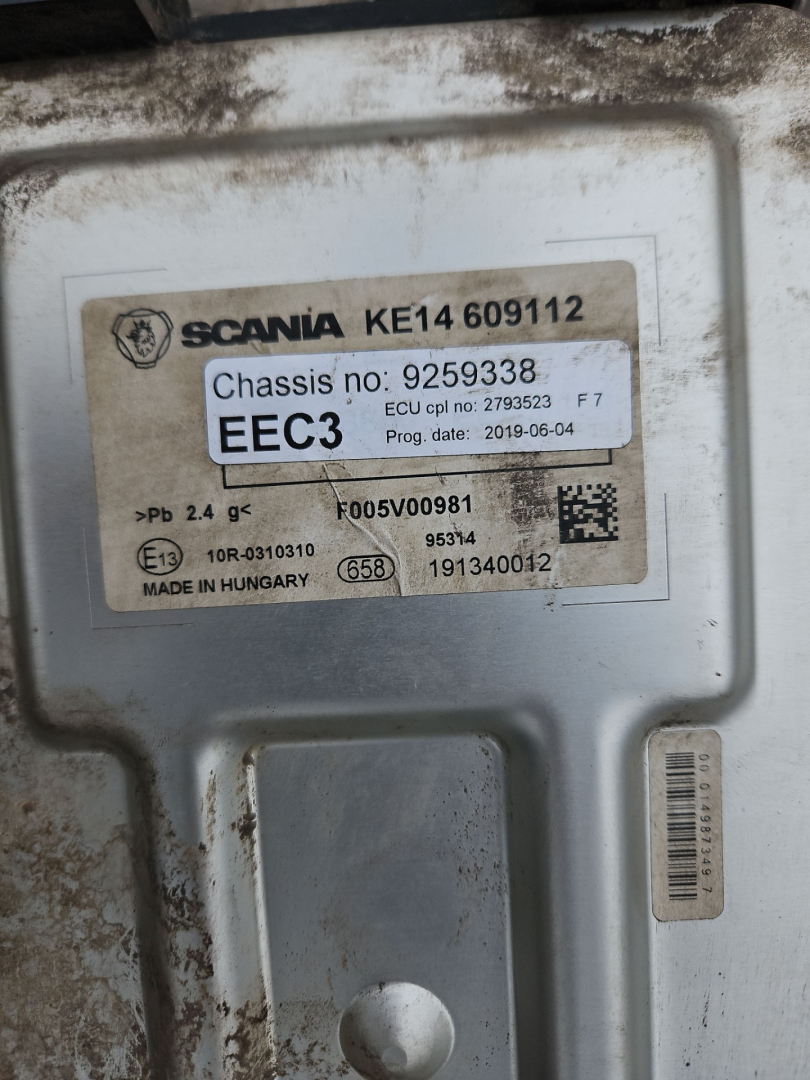 SCANIA KE14 609112
Chassis no: 9259338
ECU cpl no: 2793523 F 7
EEC3
Prog. date: 2019-06-04
>Pb 2.4 g<
F005V00981
E13
10R-0310310
658
95314
191340012
MADE IN HUNGARY
00 014987349 7